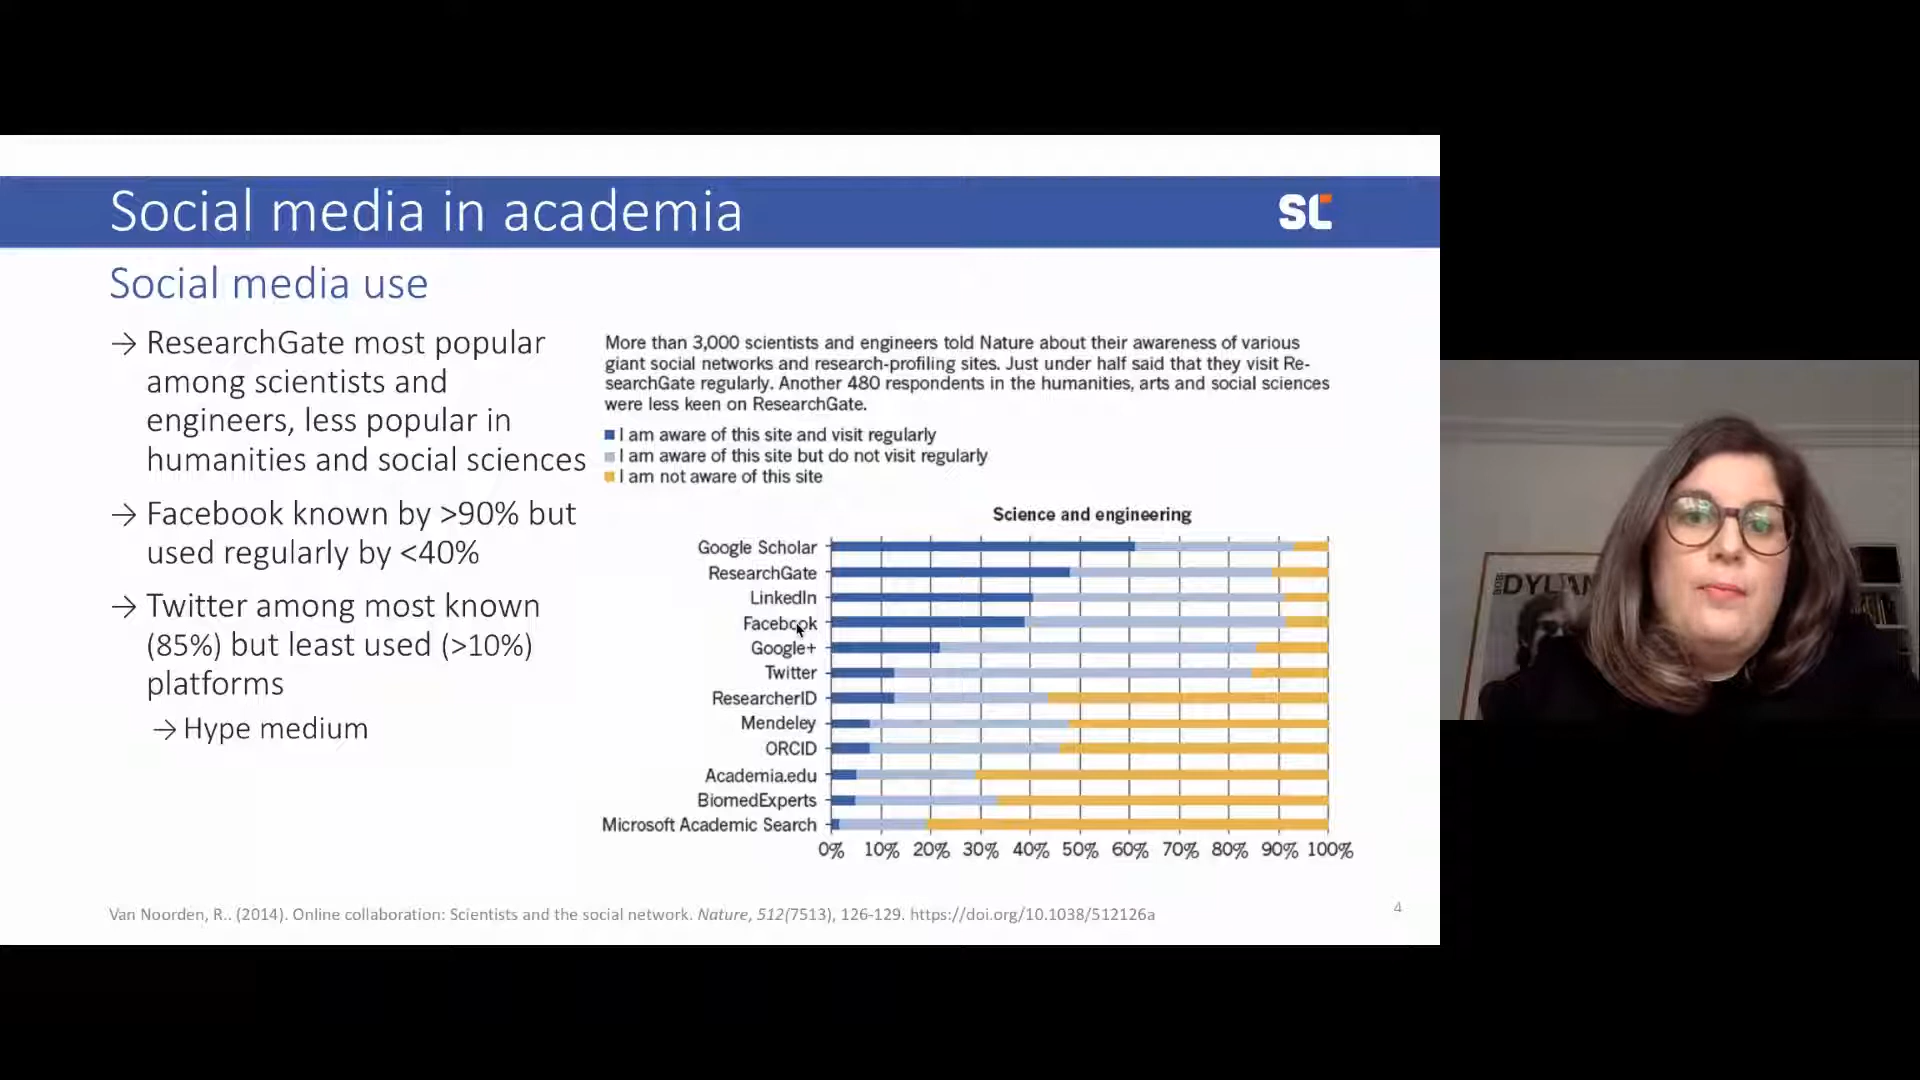 Social media in academia
SC
Social media use
→ ResearchGate most popular
among scientists and
engineers, less popular in
humanities and social sciences
→ Facebook known by >90% but
used regularly by <40%
→ Twitter among most known
(85%) but least used (>10%)
platforms
→ Hype medium
More than 3,000 scientists and engineers told Nature about their awareness of various
giant social networks and research-profiling sites. Just under half said that they visit Re-
searchGate regularly. Another 480 respondents in the humanities, arts and social sciences
were less keen on ResearchGate.
I am aware of this site and visit regularly
I am aware of this site but do not visit regularly
I am not aware of this site
Science and engineering
Google Scholar
ResearchGate
LinkedIn
Facebook
Google+
Twitter
ResearcherID
Mendeley
ORCID
Academia.edu
BiomedExperts
Microsoft Academic Search
0% 10% 20% 30% 40% 50% 60% 70% 80% 90% 100%
Van Noorden, R.. (2014). Online collaboration: Scientists and the social network. Nature, 512(7513), 126-129. https://doi.org/10.1038/512126a
4
BOB
DYLAN